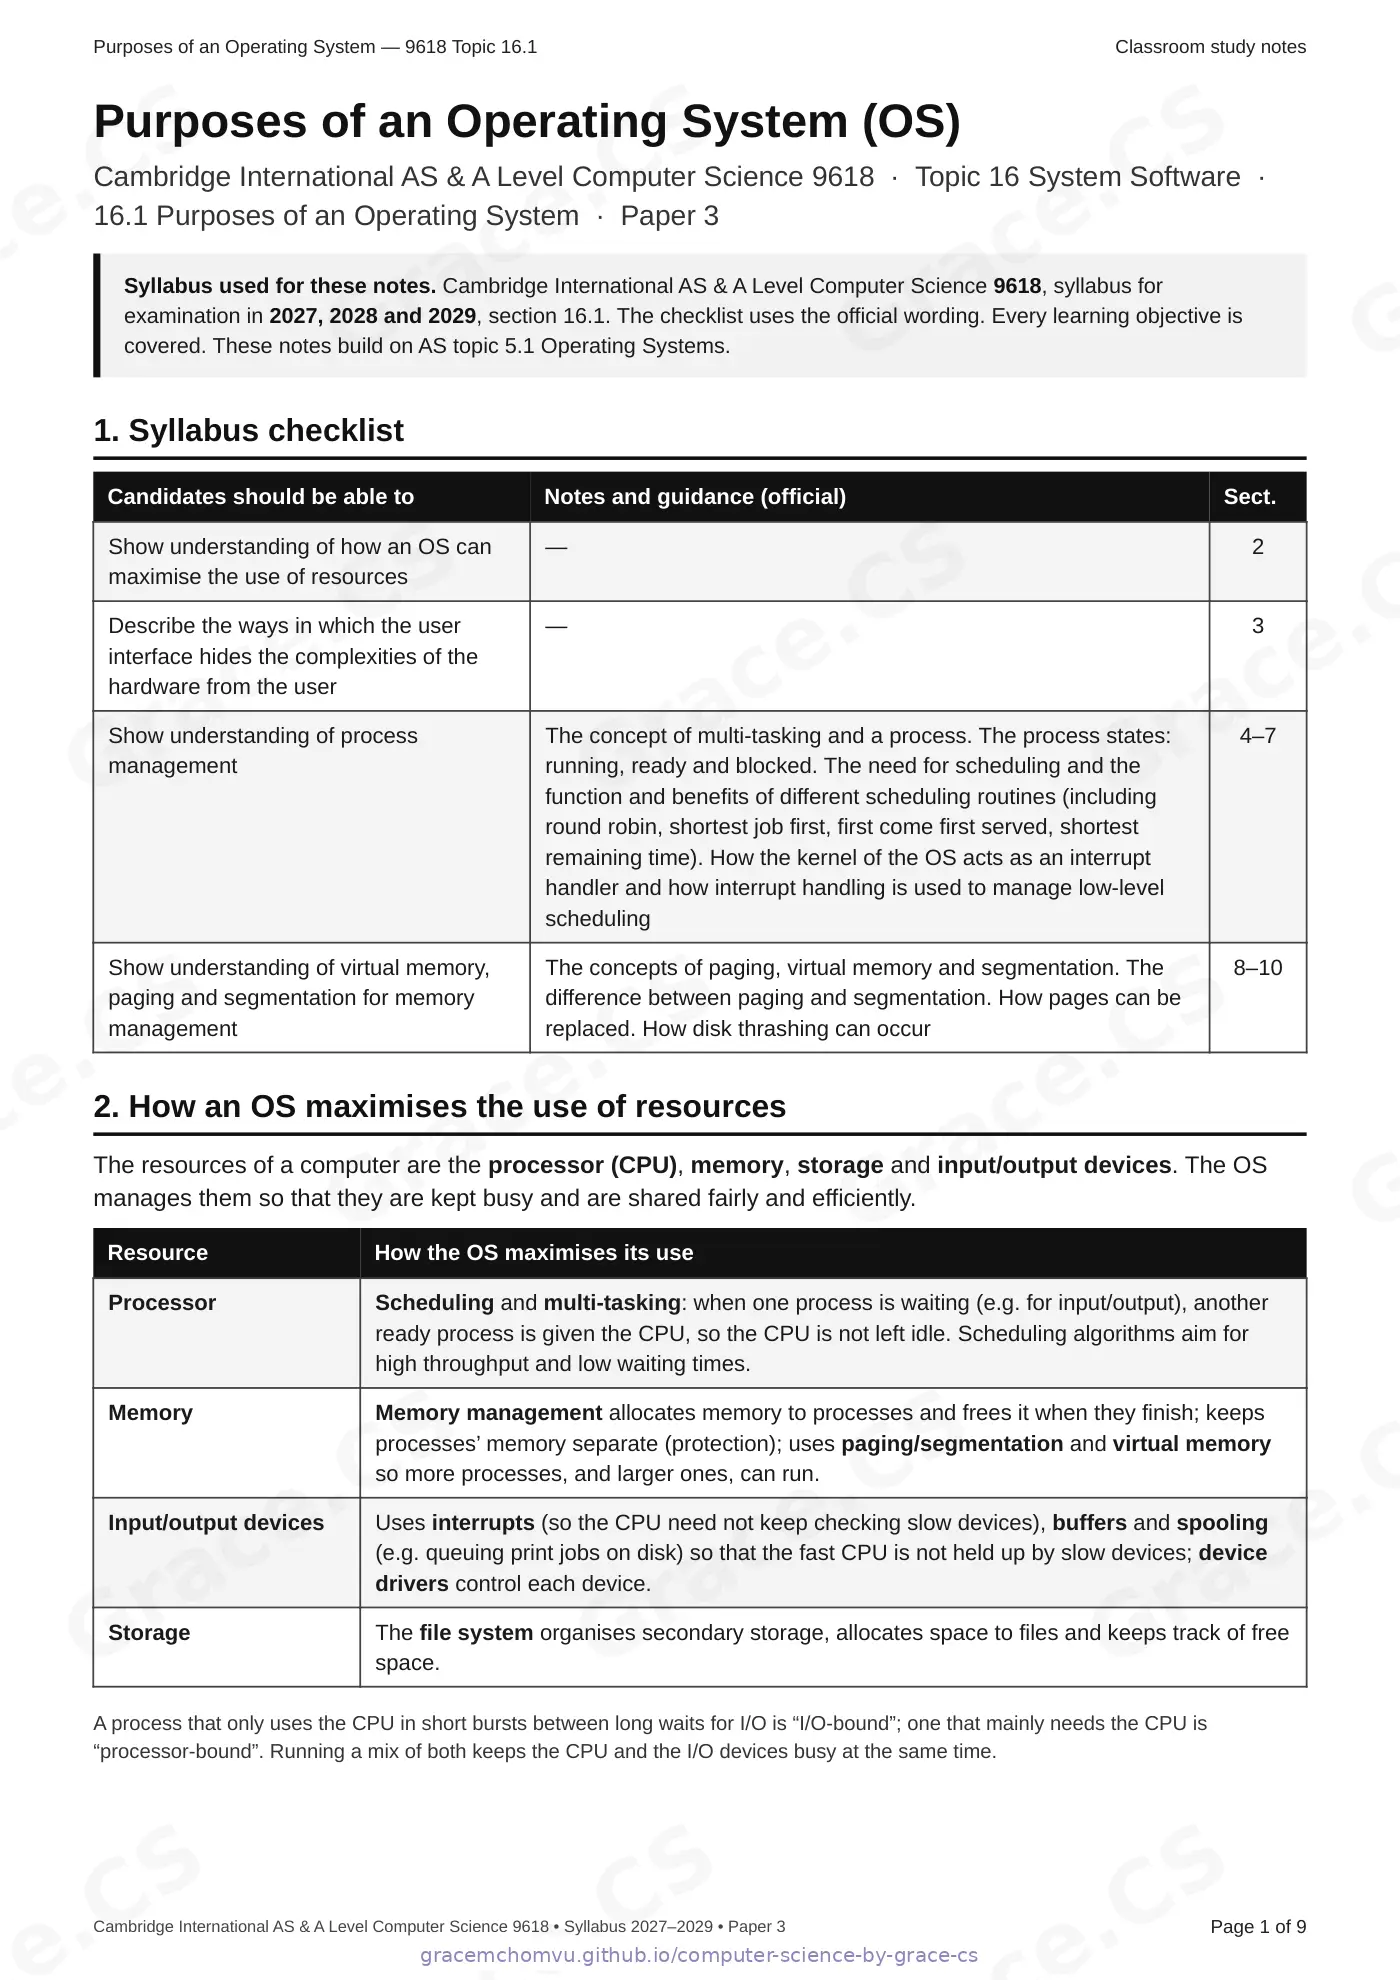 Purposes of an Operating System — 9618 Topic 16.1
Classroom study notes
Purposes of an Operating System (OS)
Cambridge International AS & A Level Computer Science 9618 · Topic 16 System Software ·
16.1 Purposes of an Operating System · Paper 3
Syllabus used for these notes. Cambridge International AS & A Level Computer Science 9618, syllabus for
examination in 2027, 2028 and 2029, section 16.1. The checklist uses the official wording. Every learning objective is
covered. These notes build on AS topic 5.1 Operating Systems.
1. Syllabus checklist
Candidates should be able to
Notes and guidance (official)
Sect.
Show understanding of how an OS can
maximise the use of resources
—
2
Describe the ways in which the user
interface hides the complexities of the
hardware from the user
—
3
Show understanding of process
management
The concept of multi-tasking and a process. The process states:
running, ready and blocked. The need for scheduling and the
function and benefits of different scheduling routines (including
round robin, shortest job first, first come first served, shortest
remaining time). How the kernel of the OS acts as an interrupt
handler and how interrupt handling is used to manage low-level
scheduling
4–7
Show understanding of virtual memory,
paging and segmentation for memory
management
The concepts of paging, virtual memory and segmentation. The
difference between paging and segmentation. How pages can be
replaced. How disk thrashing can occur
8–10
2. How an OS maximises the use of resources
The resources of a computer are the processor (CPU), memory, storage and input/output devices. The OS
manages them so that they are kept busy and are shared fairly and efficiently.
Resource
How the OS maximises its use
Processor
Scheduling and multi-tasking: when one process is waiting (e.g. for input/output), another
ready process is given the CPU, so the CPU is not left idle. Scheduling algorithms aim for
high throughput and low waiting times.
Memory
Memory management allocates memory to processes and frees it when they finish; keeps
processes’ memory separate (protection); uses paging/segmentation and virtual memory
so more processes, and larger ones, can run.
Input/output devices
Uses interrupts (so the CPU need not keep checking slow devices), buffers and spooling
(e.g. queuing print jobs on disk) so that the fast CPU is not held up by slow devices; device
drivers control each device.
Storage
The file system organises secondary storage, allocates space to files and keeps track of free
space.
A process that only uses the CPU in short bursts between long waits for I/O is “I/O-bound”; one that mainly needs the CPU is
“processor-bound”. Running a mix of both keeps the CPU and the I/O devices busy at the same time.
Cambridge International AS & A Level Computer Science 9618 • Syllabus 2027–2029 • Paper 3
Page 1 of 9
gracemchomvu.github.io/computer-science-by-grace-cs
Grace.CS